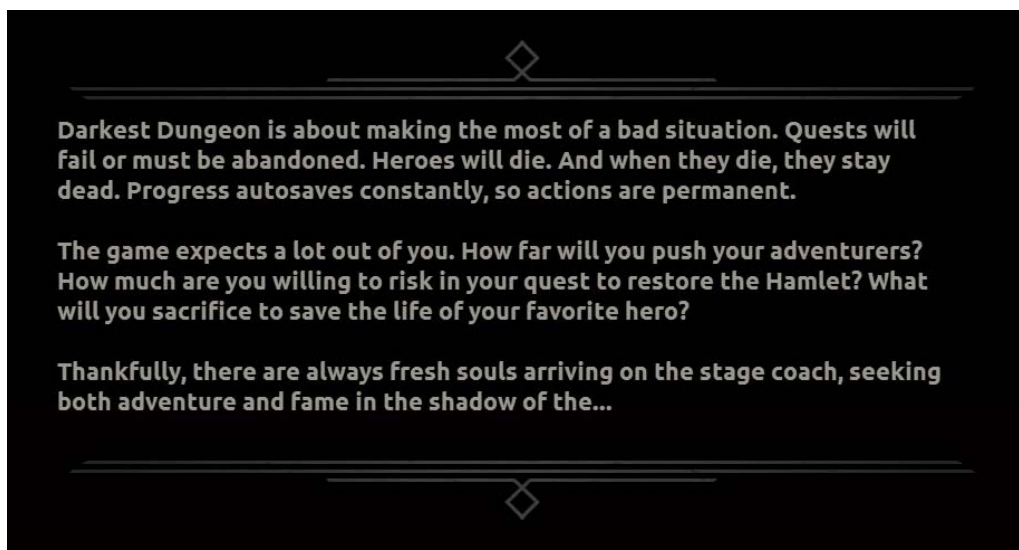 Darkest Dungeon is about making the most of a bad situation. Quests will
fail or must be abandoned. Heroes will die. And when they die, they stay
dead. Progress autosaves constantly, so actions are permanent.
The game expects a lot out of you. How far will you push your adventurers?
How much are you willing to risk in your quest to restore the Hamlet? What
will you sacrifice to save the life of your favorite hero?
Thankfully, there are always fresh souls arriving on the stage coach, seeking
both adventure and fame in the shadow of the...